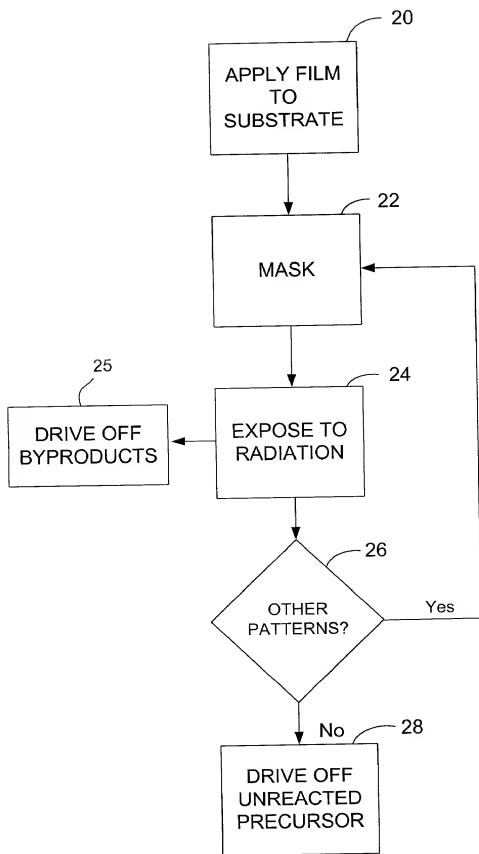 20
APPLY FILM
TO
SUBSTRATE
22
MASK
25
24
DRIVE OFF
BYPRODUCTS
EXPOSE TO
RADIATION
26
OTHER
PATTERNS?
Yes
No
28
DRIVE OFF
UNREACTED
PRECURSOR